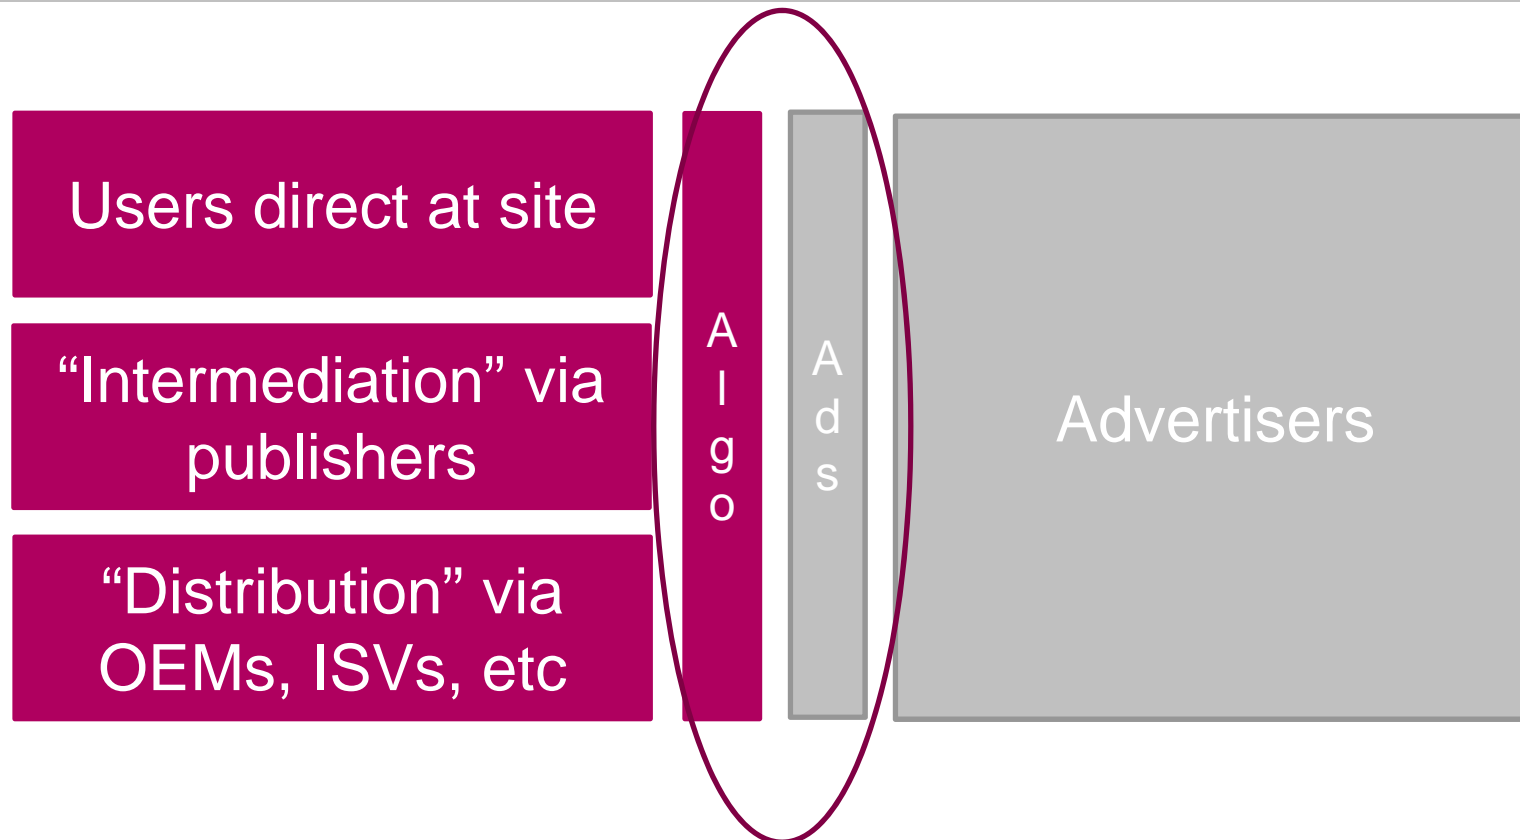 Users direct at site
“Intermediation” via
publishers
“Distribution” via
OEMs, ISVs, etc
A
l
g
o
A
d
s
Advertisers